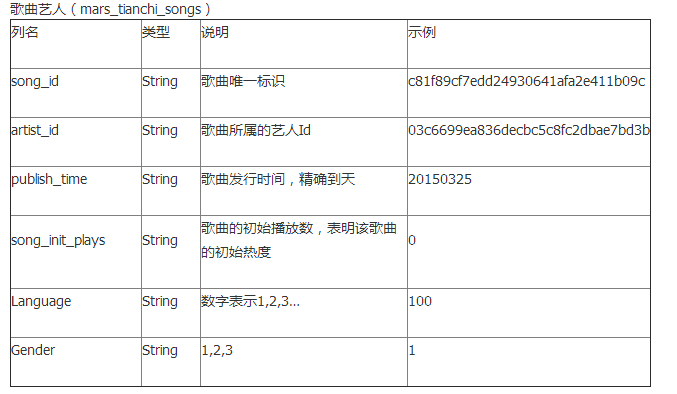 歌曲艺人（mars_tianchi_songs）
列名 类型 说明 示例
song_id String 歌曲唯一标识 c81f89cf7edd24930641afa2e411b09c
artist_id String 歌曲所属的艺人Id 03c6699ea836decbc5c8fc2dbae7bd3b
publish_time String 歌曲发行时间，精确到天 20150325
song_init_plays String 歌曲的初始播放数，表明该歌曲
的初始热度 0
Language String 数字表示1,2,3… 100
Gender String 1,2,3 1